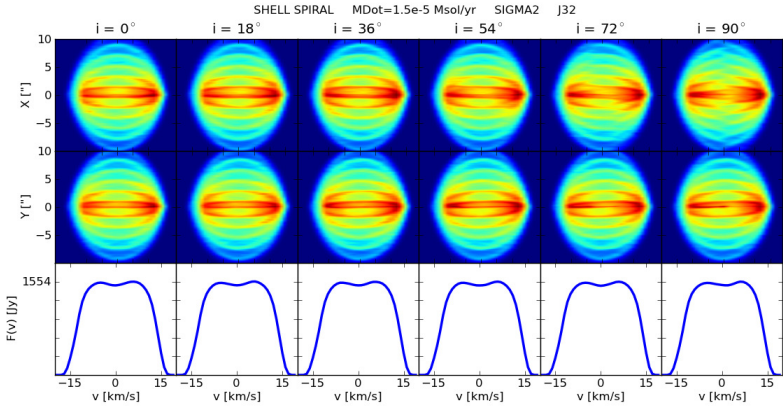 SHELL SPIRAL MDot=1.5e-5 Msol/yr SIGMA2 J32
i = 0° i = 18° i = 36° i = 54° i = 72° i = 90°
10
5
X ["] 0
−5
10
5
Y ["] 0
−5
1554
F(v) [Jy]
−15 0 15 −15 0 15 −15 0 15 −15 0 15 −15 0 15 −15 0 15
v [km/s] v [km/s] v [km/s] v [km/s] v [km/s] v [km/s]